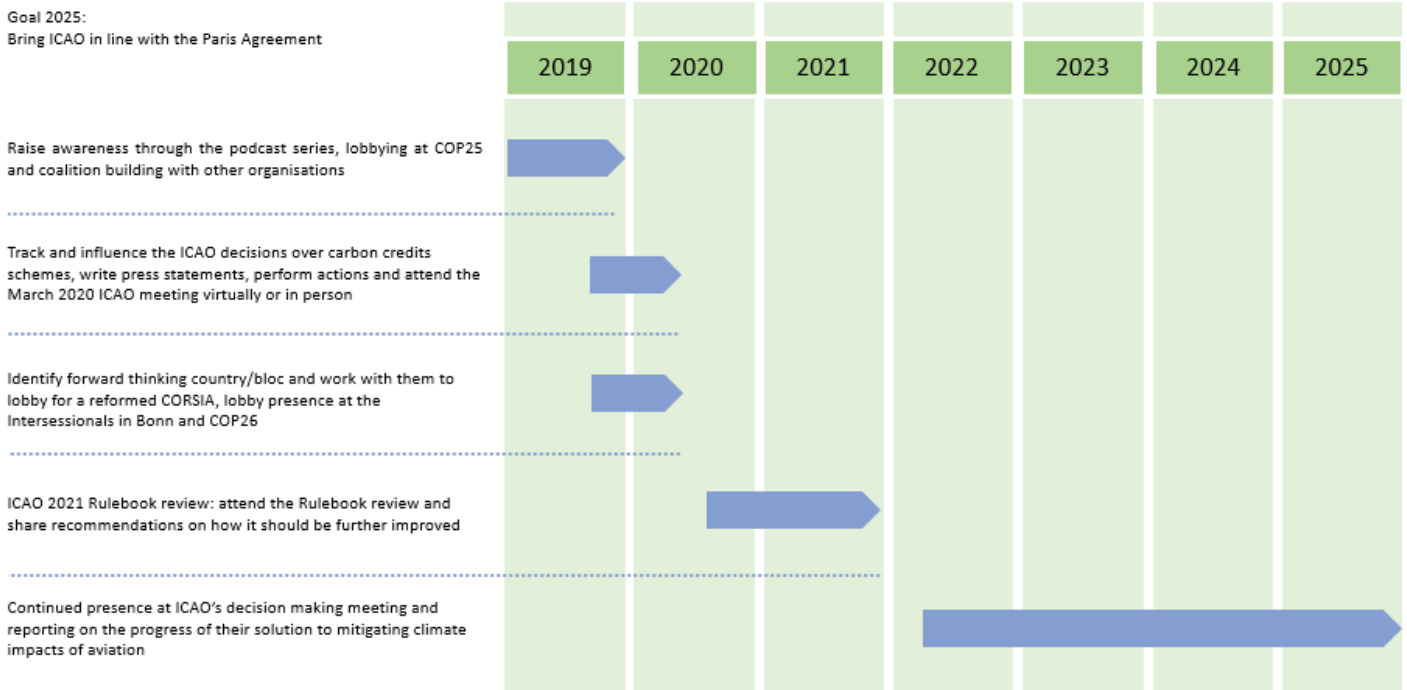 Goal 2025:
Bring ICAO in line with the Paris Agreement
2019 2020 2021 2022 2023 2024 2025
Raise awareness through the podcast series, lobbying at COP25
and coalition building with other organisations
Track and influence the ICAO decisions over carbon credits
schemes, write press statements, perform actions and attend the
March 2020 ICAO meeting virtually or in person
Identify forward thinking country/bloc and work with them to
lobby for a reformed CORSIA, lobby presence at the
Intersessionals in Bonn and COP26
ICAO 2021 Rulebook review: attend the Rulebook review and
share recommendations on how it should be further improved
Continued presence at ICAO's decision making meeting and
reporting on the progress of their solution to mitigating climate
impacts of aviation